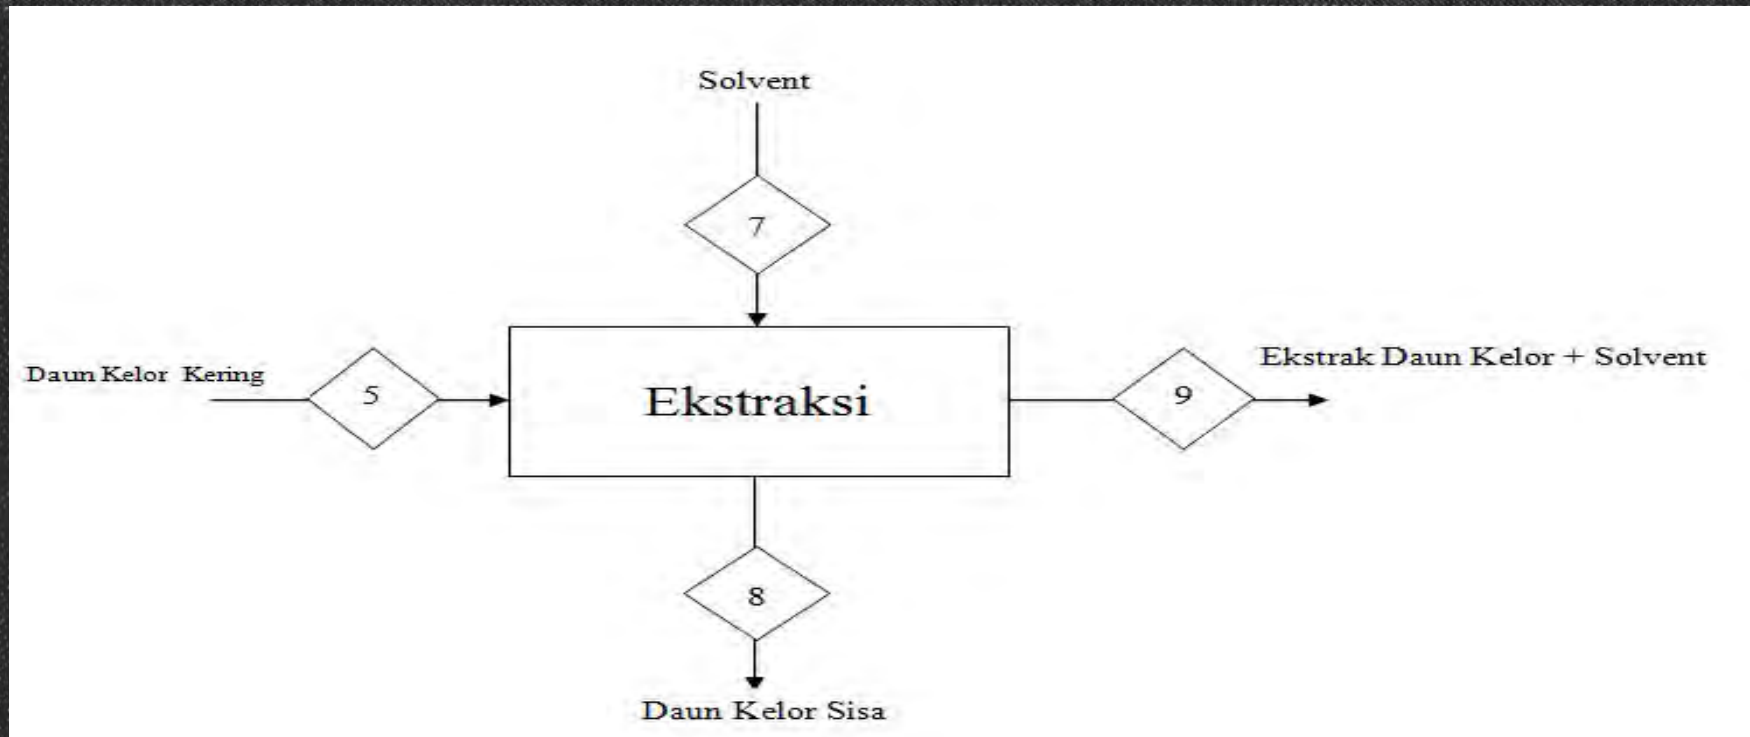 Solvent
7
Daun Kelor Kering
5
Ekstraksi
9
Ekstrak Daun Kelor + Solvent
8
Daun Kelor Sisa